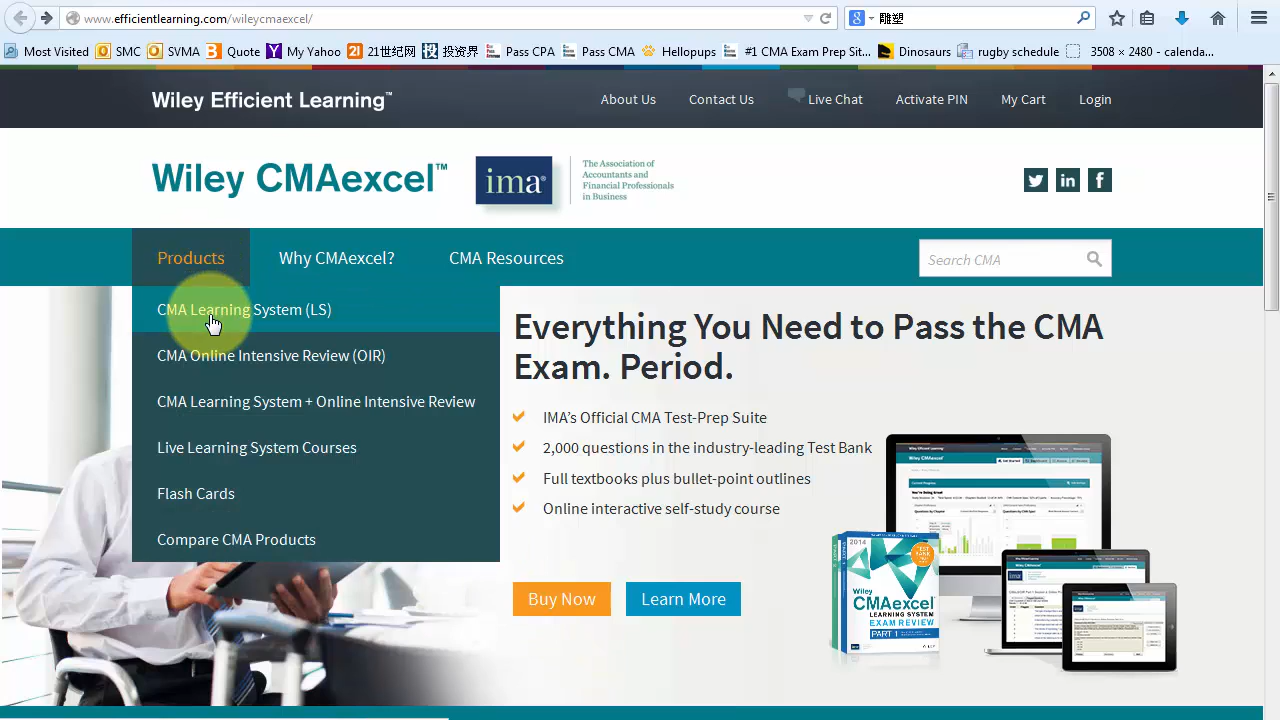 www.efficientlearning.com/wileycmaexcel/
雕塑
Most Visited SMC SVMA Quote My Yahoo 21世纪网 投资界 Pass CPA Pass CMA Hellopups #1 CMA Exam Prep Sit... Dinosaurs rugby schedule 3508 × 2480 - calenda...
Wiley Efficient Learning™
About Us Contact Us Live Chat Activate PIN My Cart Login
Wiley CMAexcel™
ima®
The Association of
Accountants and
Financial Professionals
in Business
Products Why CMAexcel? CMA Resources
Search CMA
CMA Learning System (LS)
CMA Online Intensive Review (OIR)
CMA Learning System + Online Intensive Review
Live Learning System Courses
Flash Cards
Compare CMA Products
Everything You Need to Pass the CMA
Exam. Period.
IMA's Official CMA Test-Prep Suite
2,000 questions in the industry-leading Test Bank
Full textbooks plus bullet-point outlines
Online interactive self-study course
Buy Now Learn More
Wiley CMAexcel
2014
Wiley
CMAexcel
LEARNING SYSTEM
EXAM REVIEW
PART 1